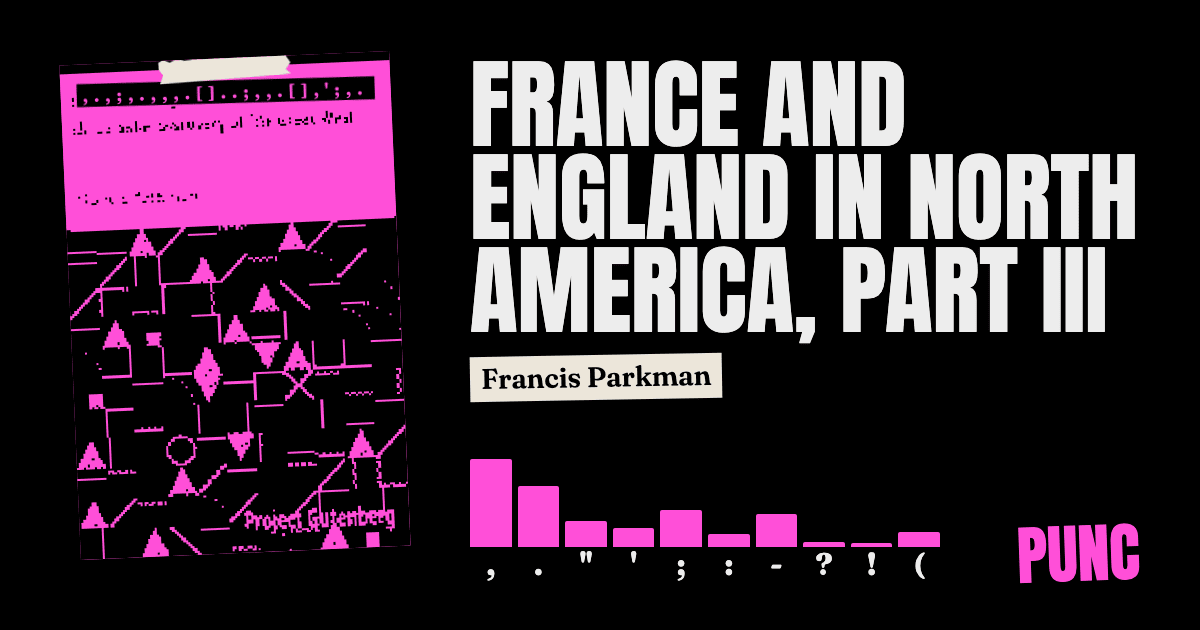 ,.,;,.,,,.[]..;,,.[],';,.
Project Gutenberg
FRANCE AND
ENGLAND IN NORTH
AMERICA, PART III
Francis Parkman
, . " ' ; : - ? ! (
PUNC